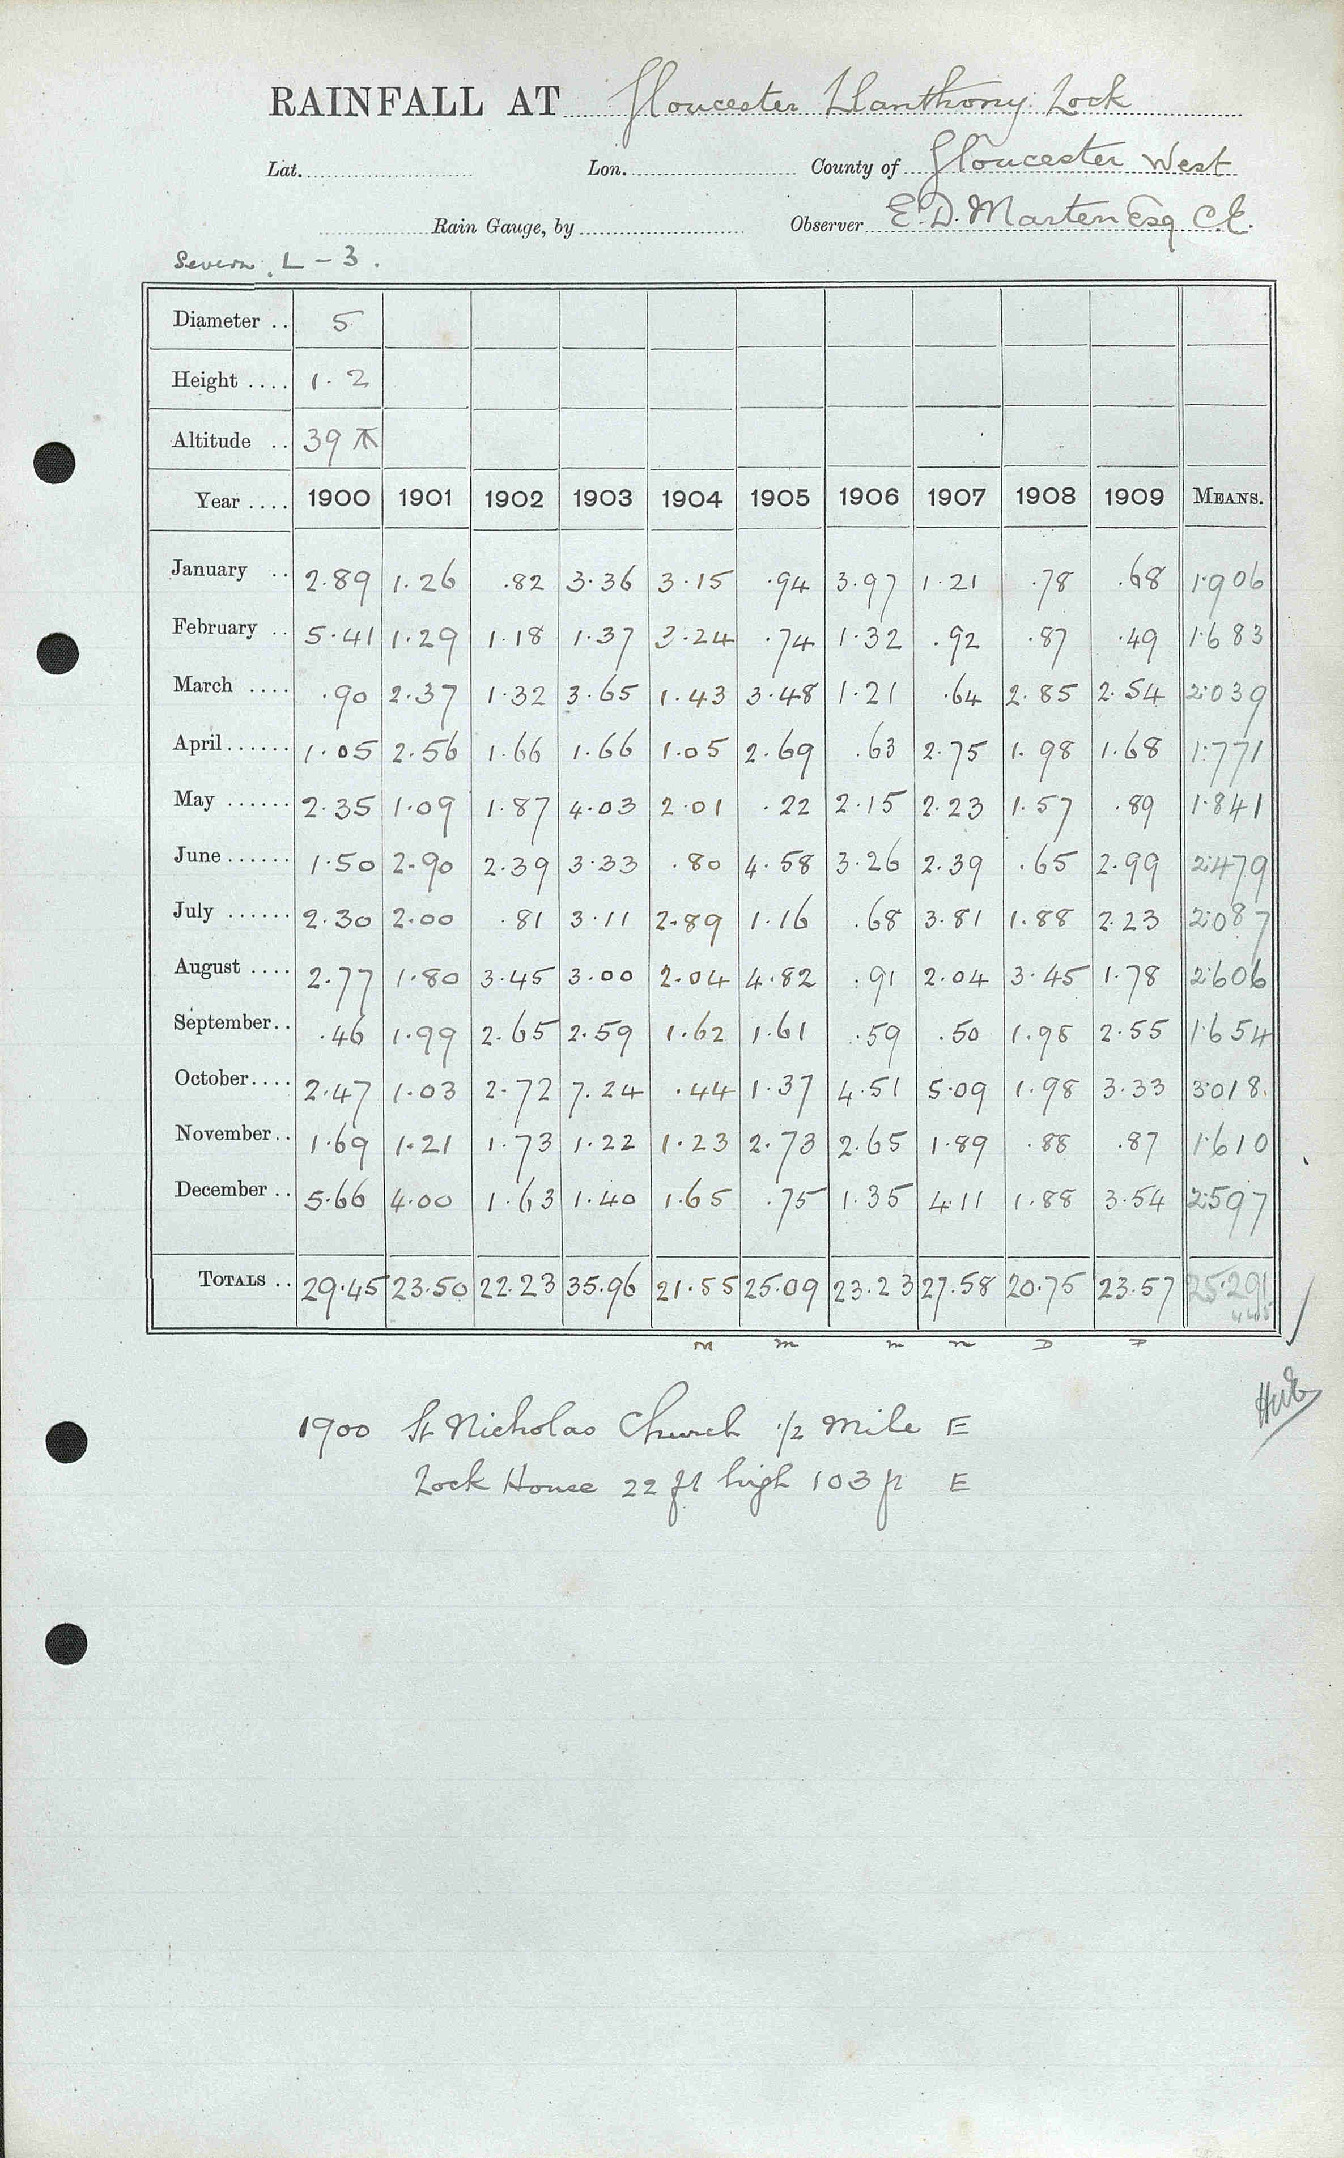 RAINFALL AT Gloucester Llanthony Lock
Lat. Lon. County of Gloucester West
Rain Gauge, by Observer E. D. Marten Esq C.E.
Severn L - 3.
Diameter .. 5
Height .... 1.2
Altitude .. 39
Year .... 1900 1901 1902 1903 1904 1905 1906 1907 1908 1909 MEANS.
January .. 2.89 1.26 .82 3.36 3.15 .94 3.97 1.21 .78 .68 1.906
February .. 5.41 1.29 1.18 1.37 3.24 .74 1.32 .92 .87 .49 1.683
March .... .90 2.37 1.32 3.65 1.43 3.48 1.21 .64 2.85 2.54 2.039
April...... 1.05 2.56 1.66 1.66 1.05 2.69 .63 2.75 1.98 1.68 1.771
May ...... 2.35 1.09 1.87 4.03 2.01 .22 2.15 2.23 1.57 .89 1.841
June...... 1.50 2.90 2.39 3.33 .80 4.58 3.26 2.39 .65 2.99 2.479
July ...... 2.30 2.00 .81 3.11 2.89 1.16 .68 3.81 1.88 2.23 2.087
August .... 2.77 1.80 3.45 3.00 2.04 4.82 .91 2.04 3.45 1.78 2.606
September.. .46 1.99 2.65 2.59 1.62 1.61 .59 .50 1.98 2.55 1.654
October.... 2.47 1.03 2.72 7.24 .44 1.37 4.51 5.09 1.98 3.33 3.018
November.. 1.69 1.21 1.73 1.22 1.23 2.73 2.65 1.89 .88 .87 1.610
December .. 5.66 4.00 1.63 1.40 1.65 .75 1.35 4.11 1.88 3.54 2.597
TOTALS .. 29.45 23.50 22.23 35.96 21.55 25.09 23.23 27.58 20.75 23.57 25.291
1900 St Nicholas Church 1/2 mile E
Lock House 22 ft high 103 ft E